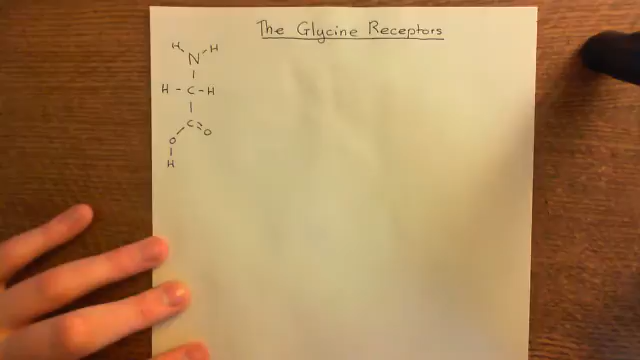 The Glycine Receptors
H H
N
H - C - H
C
O O
H